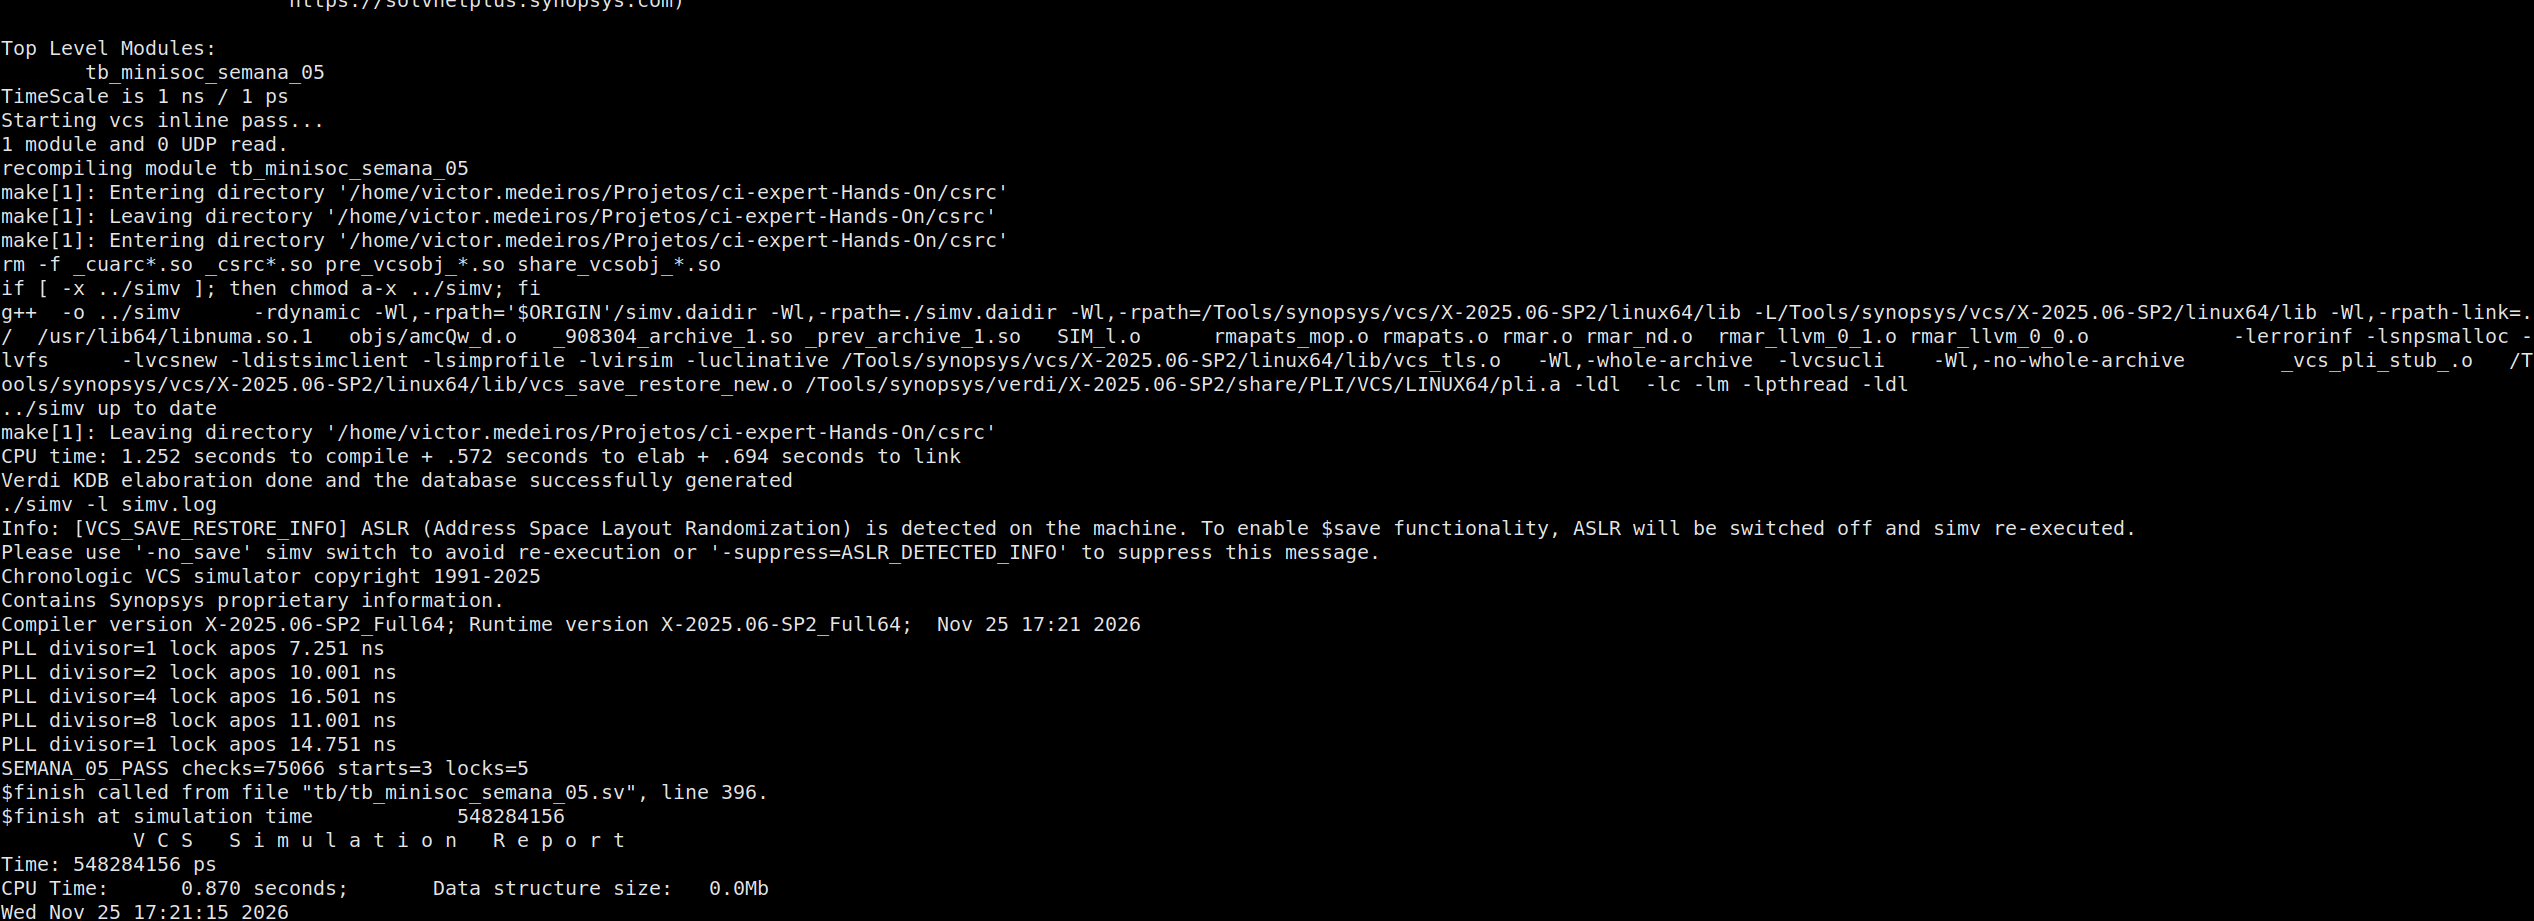 https://solvnetplus.synopsys.com)
Top Level Modules:
       tb_minisoc_semana_05
TimeScale is 1 ns / 1 ps
Starting vcs inline pass...
1 module and 0 UDP read.
recompiling module tb_minisoc_semana_05
make[1]: Entering directory '/home/victor.medeiros/Projetos/ci-expert-Hands-On/csrc'
make[1]: Leaving directory '/home/victor.medeiros/Projetos/ci-expert-Hands-On/csrc'
make[1]: Entering directory '/home/victor.medeiros/Projetos/ci-expert-Hands-On/csrc'
rm -f _cuarc*.so _csrc*.so pre_vcsobj_*.so share_vcsobj_*.so
if [ -x ../simv ]; then chmod a-x ../simv; fi
g++  -o ../simv      -rdynamic -Wl,-rpath='$ORIGIN'/simv.daidir -Wl,-rpath=./simv.daidir -Wl,-rpath=/Tools/synopsys/vcs/X-2025.06-SP2/linux64/lib -L/Tools/synopsys/vcs/X-2025.06-SP2/linux64/lib -Wl,-rpath-link=.
/  /usr/lib64/libnuma.so.1   objs/amcQw_d.o   _908304_archive_1.so _prev_archive_1.so   SIM_l.o      rmapats_mop.o rmapats.o rmar.o rmar_nd.o  rmar_llvm_0_1.o rmar_llvm_0_0.o            -lerrorinf -lsnpsmalloc -
lvfs      -lvcsnew -ldistsimclient -lsimprofile -lvirsim -luclinative /Tools/synopsys/vcs/X-2025.06-SP2/linux64/lib/vcs_tls.o   -Wl,-whole-archive  -lvcsucli    -Wl,-no-whole-archive        _vcs_pli_stub_.o   /T
ools/synopsys/vcs/X-2025.06-SP2/linux64/lib/vcs_save_restore_new.o /Tools/synopsys/verdi/X-2025.06-SP2/share/PLI/VCS/LINUX64/pli.a -ldl  -lc -lm -lpthread -ldl
../simv up to date
make[1]: Leaving directory '/home/victor.medeiros/Projetos/ci-expert-Hands-On/csrc'
CPU time: 1.252 seconds to compile + .572 seconds to elab + .694 seconds to link
Verdi KDB elaboration done and the database successfully generated
./simv -l simv.log
Info: [VCS_SAVE_RESTORE_INFO] ASLR (Address Space Layout Randomization) is detected on the machine. To enable $save functionality, ASLR will be switched off and simv re-executed.
Please use '-no_save' simv switch to avoid re-execution or '-suppress=ASLR_DETECTED_INFO' to suppress this message.
Chronologic VCS simulator copyright 1991-2025
Contains Synopsys proprietary information.
Compiler version X-2025.06-SP2_Full64; Runtime version X-2025.06-SP2_Full64;  Nov 25 17:21 2026
PLL divisor=1 lock apos 7.251 ns
PLL divisor=2 lock apos 10.001 ns
PLL divisor=4 lock apos 16.501 ns
PLL divisor=8 lock apos 11.001 ns
PLL divisor=1 lock apos 14.751 ns
SEMANA_05_PASS checks=75066 starts=3 locks=5
$finish called from file "tb/tb_minisoc_semana_05.sv", line 396.
$finish at simulation time            548284156
           V C S   S i m u l a t i o n   R e p o r t
Time: 548284156 ps
CPU Time:      0.870 seconds;       Data structure size:   0.0Mb
Wed Nov 25 17:21:15 2026